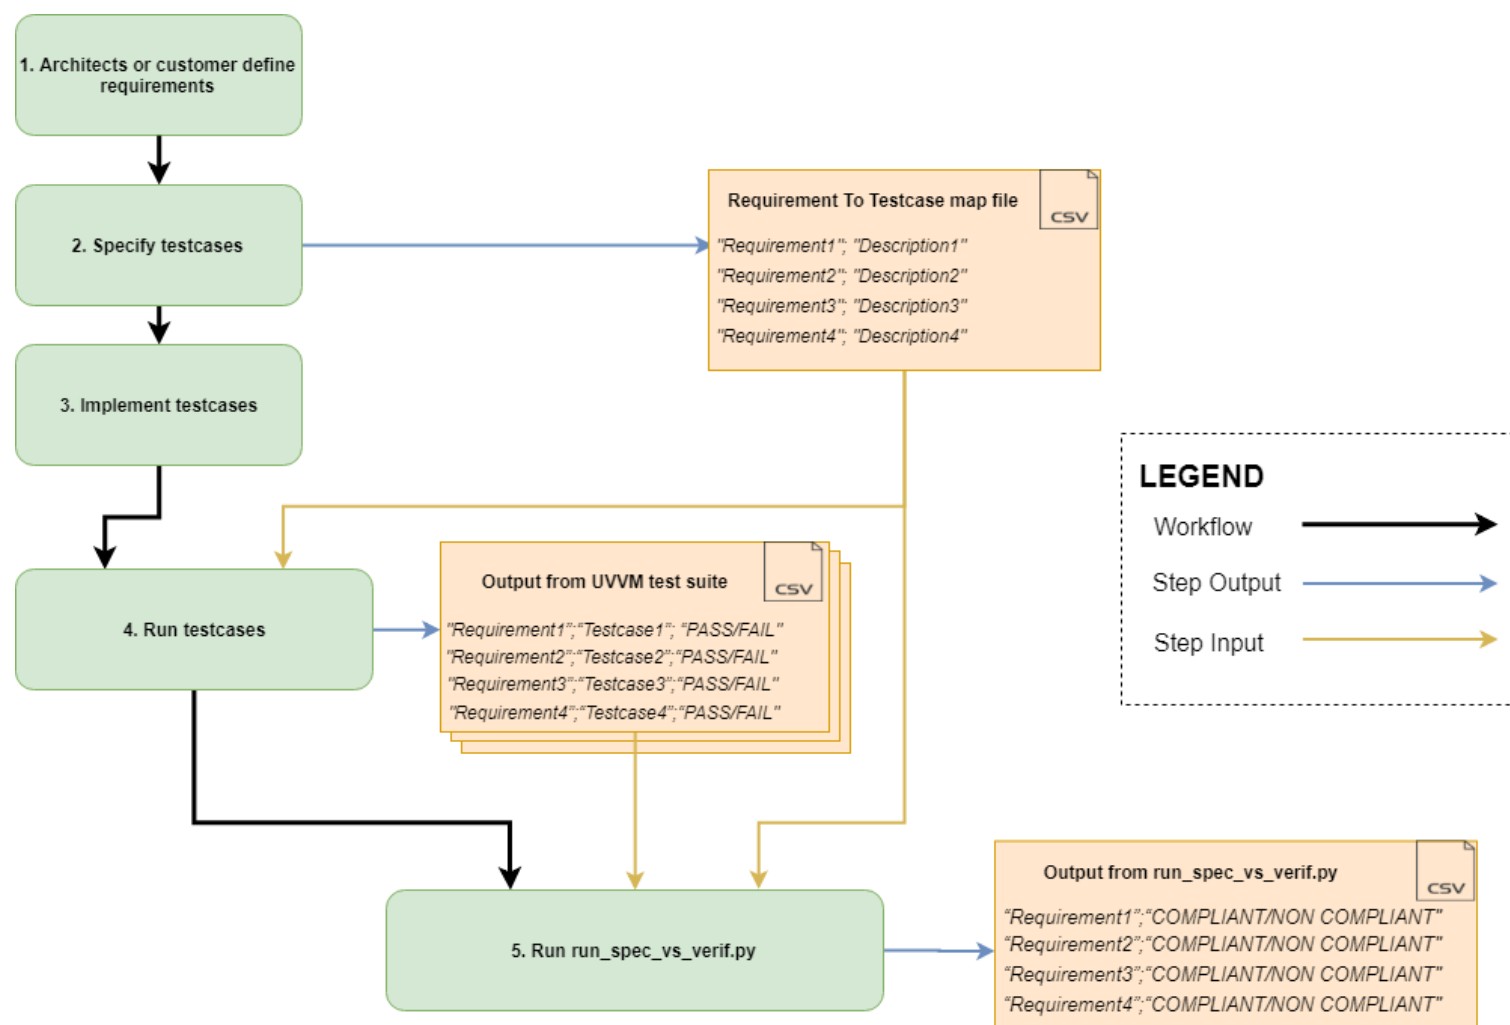 1. Architects or customer define
requirements
2. Specify testcases
Requirement To Testcase map file
CSV
"Requirement1"; "Description1"
"Requirement2"; "Description2"
"Requirement3"; "Description3"
"Requirement4"; "Description4"
3. Implement testcases
LEGEND
Workflow
Step Output
Step Input
4. Run testcases
Output from UVVM test suite
CSV
"Requirement1";“Testcase1”; “PASS/FAIL"
"Requirement2”;“Testcase2”;“PASS/FAIL"
"Requirement3”;“Testcase3”;“PASS/FAIL"
"Requirement4”;“Testcase4”;“PASS/FAIL"
5. Run run_spec_vs_verif.py
Output from run_spec_vs_verif.py
CSV
“Requirement1”;“COMPLIANT/NON COMPLIANT"
“Requirement2”;“COMPLIANT/NON COMPLIANT"
“Requirement3”;“COMPLIANT/NON COMPLIANT"
“Requirement4”;“COMPLIANT/NON COMPLIANT"